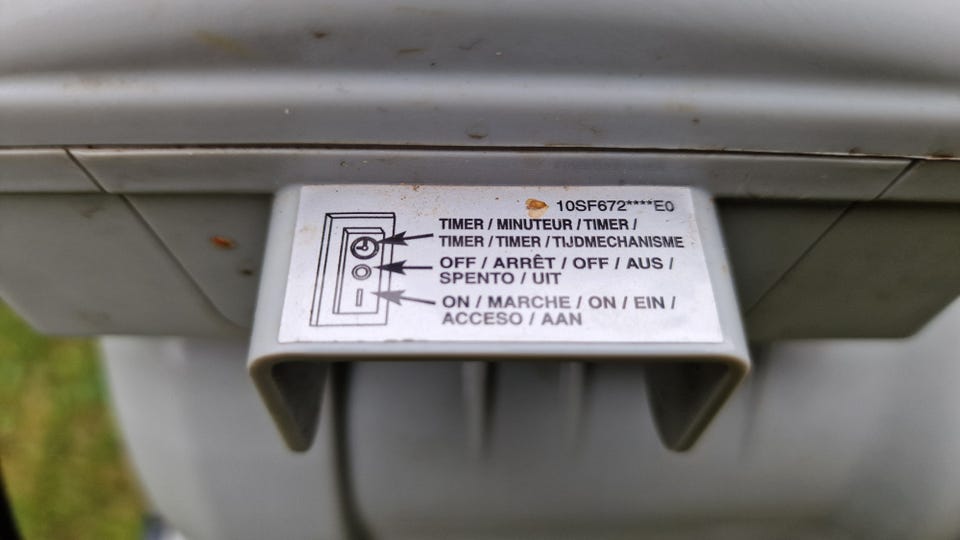 10SF672****E0
TIMER / MINUTEUR / TIMER /
TIMER / TIMER / TIJDMECHANISME
OFF / ARRÊT / OFF / AUS /
SPENTO / UIT
ON / MARCHE / ON / EIN /
ACCESO / AAN